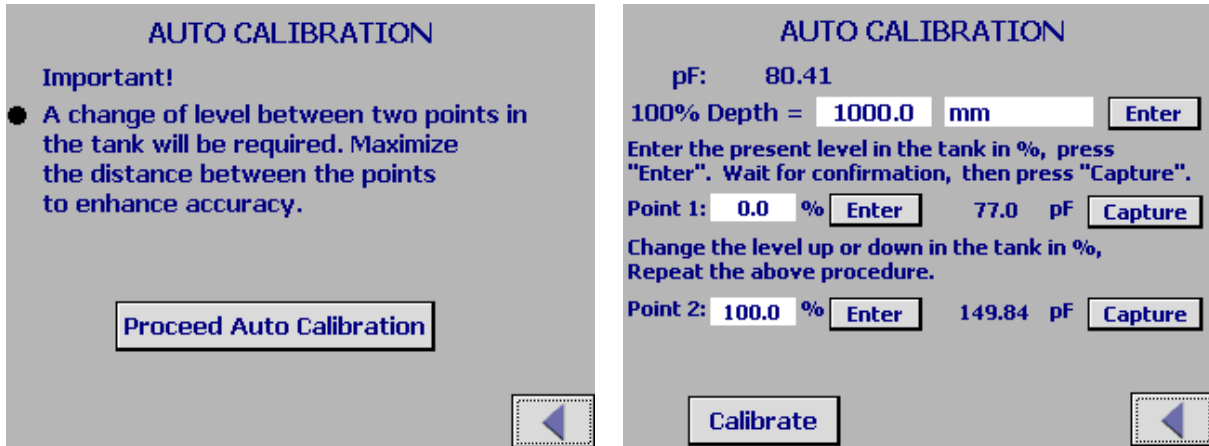 AUTO CALIBRATION
Important!
● A change of level between two points in
the tank will be required. Maximize
the distance between the points
to enhance accuracy.
Proceed Auto Calibration
AUTO CALIBRATION
pF: 80.41
100% Depth = 1000.0 mm Enter
Enter the present level in the tank in %, press
"Enter". Wait for confirmation, then press "Capture".
Point 1: 0.0 % Enter 77.0 pF Capture
Change the level up or down in the tank in %,
Repeat the above procedure.
Point 2: 100.0 % Enter 149.84 pF Capture
Calibrate